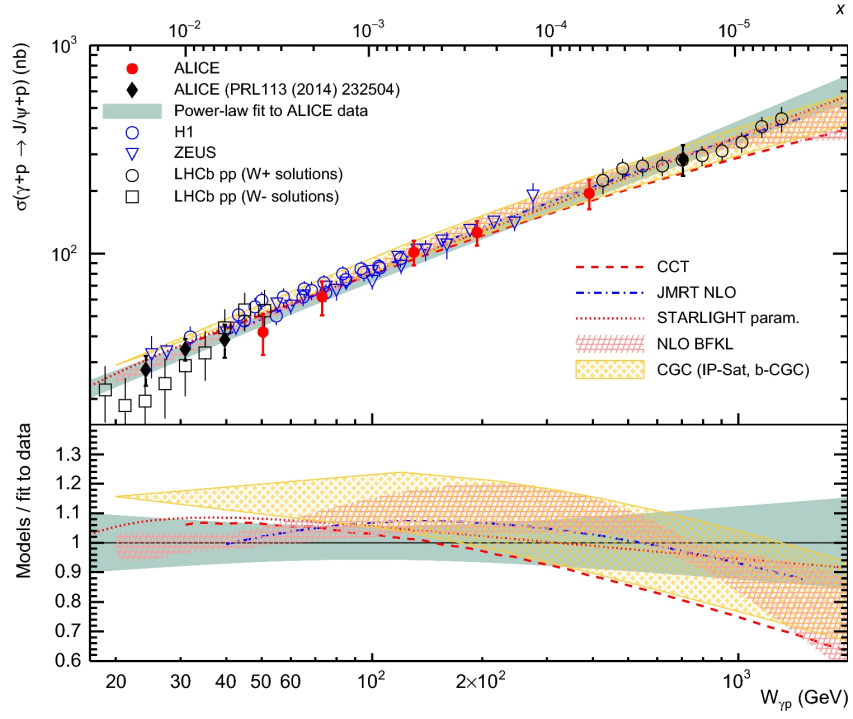 x
10⁻² 10⁻³ 10⁻⁴ 10⁻⁵
σ(γ+p → J/ψ+p) (nb)
10³
10²
ALICE
ALICE (PRL113 (2014) 232504)
Power-law fit to ALICE data
H1
ZEUS
LHCb pp (W+ solutions)
LHCb pp (W- solutions)
CCT
JMRT NLO
STARLIGHT param.
NLO BFKL
CGC (IP-Sat, b-CGC)
Models / fit to data
1.3
1.2
1.1
1
0.9
0.8
0.7
0.6
20 30 40 50 60 10² 2×10² 10³
Wγp (GeV)